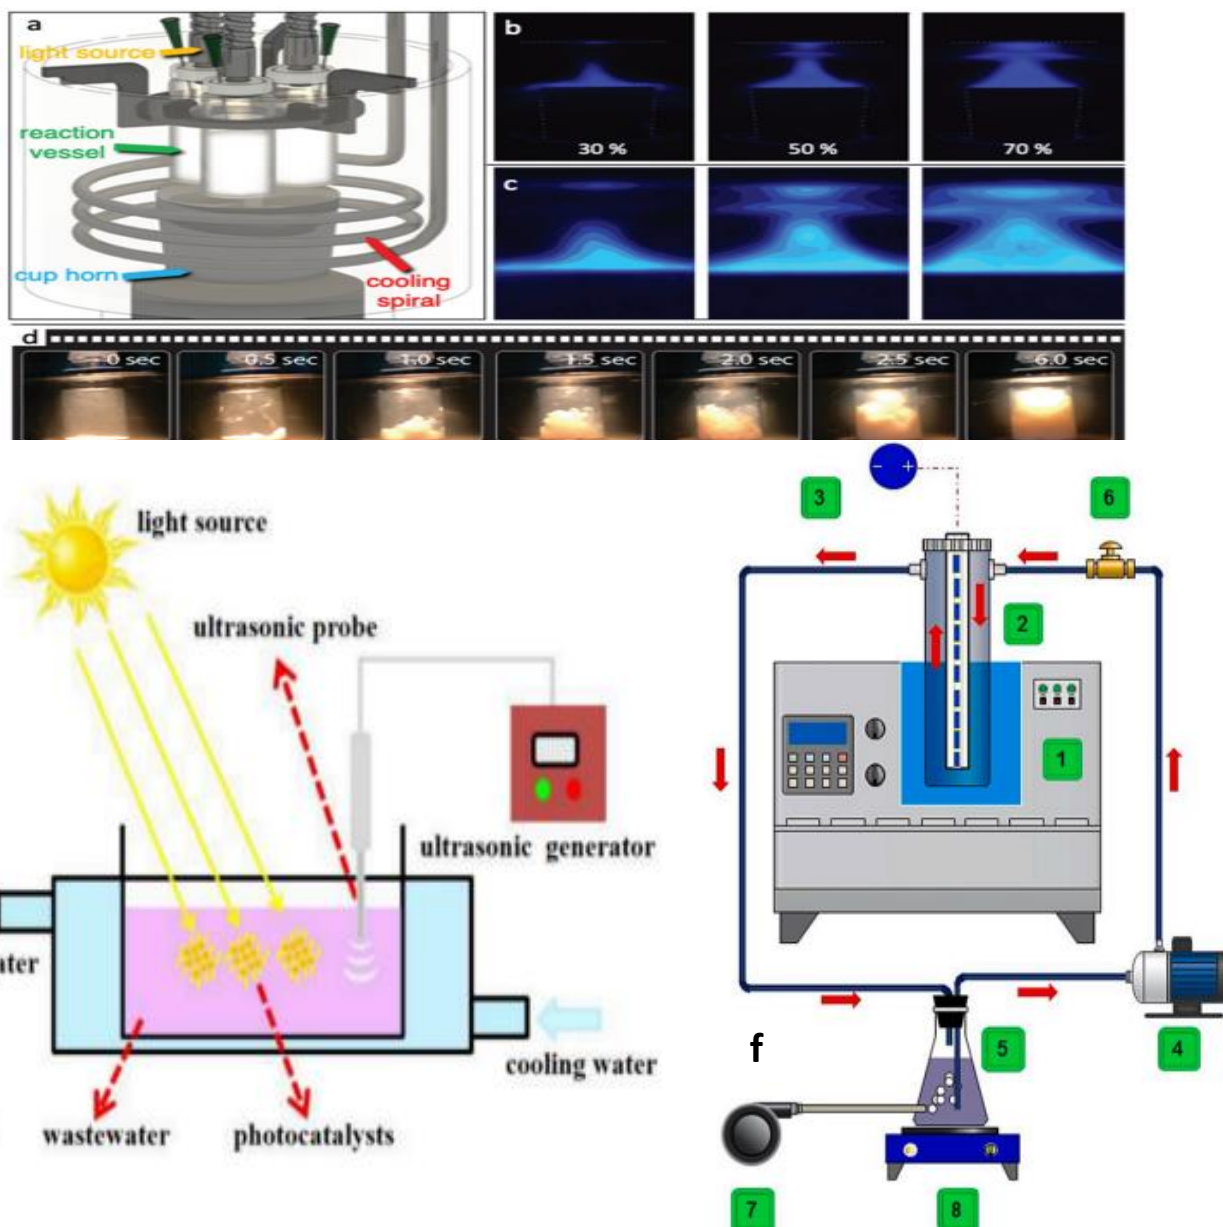 a
light source
reaction
vessel
cup horn
cooling
spiral
b
30 %
50 %
70 %
c
d
0 sec
0.5 sec
1.0 sec
1.5 sec
2.0 sec
2.5 sec
6.0 sec
light source
ultrasonic probe
ultrasonic generator
cooling water
wastewater
photocatalysts
3
- +
6
2
1
f
5
4
7
8